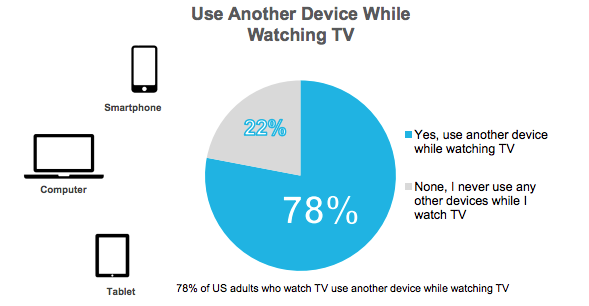 Use Another Device While
Watching TV
Smartphone
Computer
Tablet
22%
78%
Yes, use another device
while watching TV
None, I never use any
other devices while I
watch TV
78% of US adults who watch TV use another device while watching TV